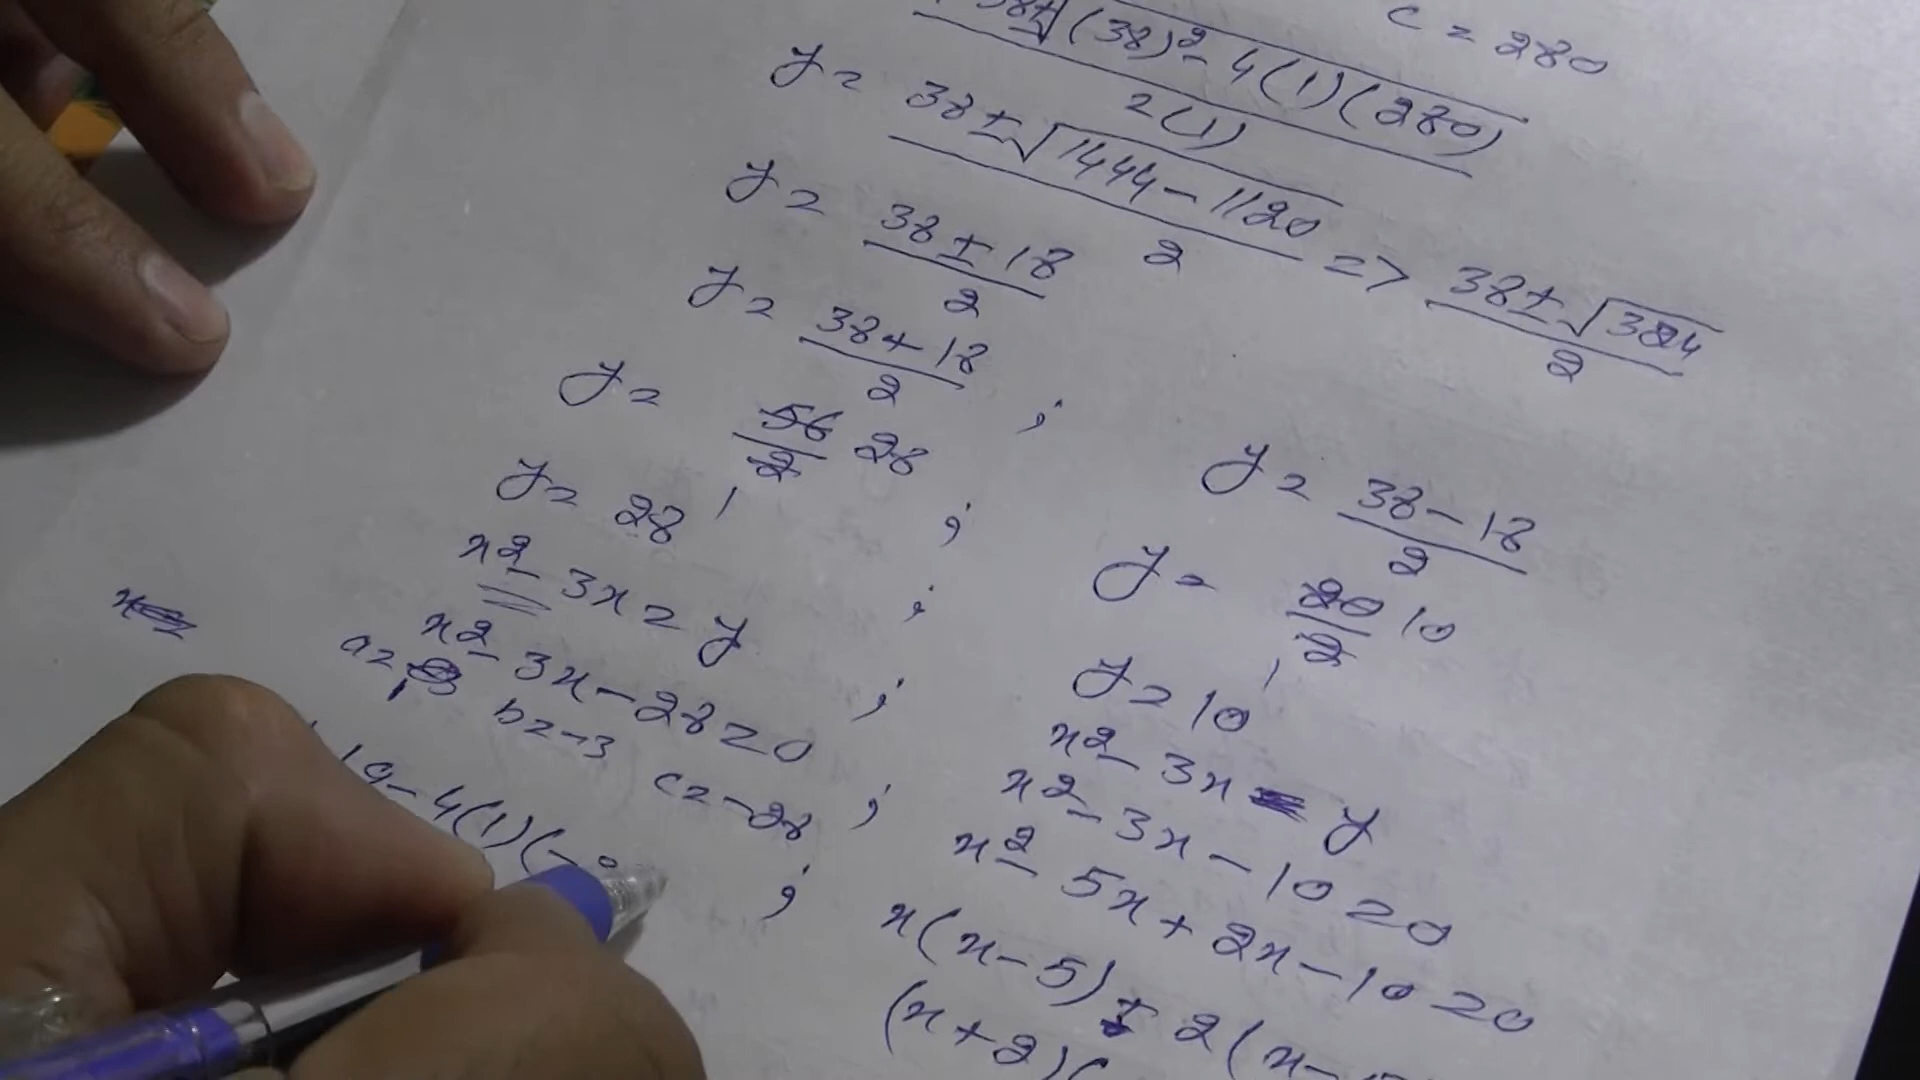 c = 280
38±√(38)²-4(1)(280)
2(1)
y = 38±√1444-1120 / 2 => 38±√324 / 2
y = 38±18 / 2
y = 38+18 / 2 ; y = 38-18 / 2
y = 56/2 28 ; y = 20/2 10
1 1
y = 28 ; y = 10
x²-3x = y ; x²-3x = y
x²-3x-28=0 ; x²-3x-10=0
a=1 b=-3 c=-28 ; x²-5x+2x-10=0
9-4(1)(- x(x-5)+2(x-
(x+2)(